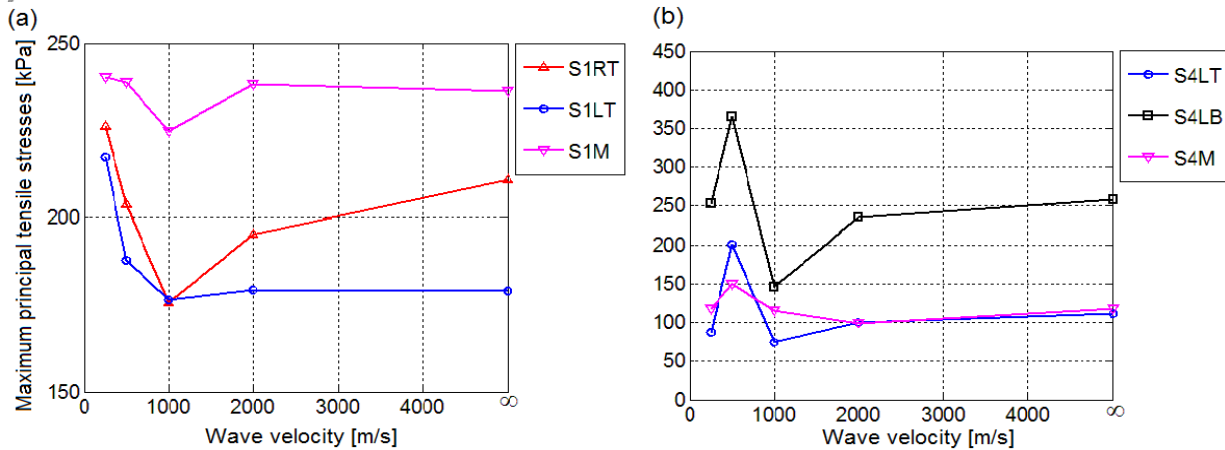 (a)
Maximum principal tensile stresses [kPa]
250
200
150
0 1000 2000 3000 4000 ∞
Wave velocity [m/s]
S1RT
S1LT
S1M
(b)
450
400
350
300
250
200
150
100
50
0
0 1000 2000 3000 4000 ∞
Wave velocity [m/s]
S4LT
S4LB
S4M